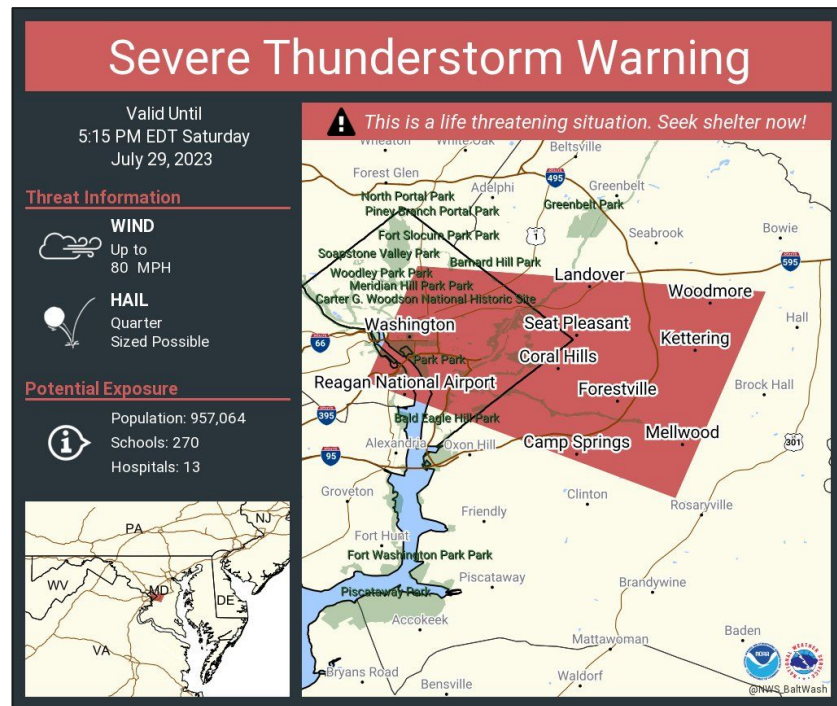 Severe Thunderstorm Warning
Valid Until
5:15 PM EDT Saturday
July 29, 2023
Threat Information
WIND
Up to
80 MPH
HAIL
Quarter
Sized Possible
Potential Exposure
Population: 957,064
Schools: 270
Hospitals: 13
PA
NJ
WV
MD
DE
VA
This is a life threatening situation. Seek shelter now!
Wheaton
White Oak
Beltsville
Forest Glen
495
Adelphi
Greenbelt
North Portal Park
Greenbelt Park
Piney Branch Portal Park
1
Bowie
Fort Slocum Park Park
Seabrook
Soapstone Valley Park
Barnard Hill Park
595
Woodley Park Park
Landover
Meridian Hill Park Park
Woodmore
Carter G. Woodson National Historic Site
Hall
Washington
Seat Pleasant
66
Kettering
Park Park
Coral Hills
Reagan National Airport
Forestville
Brock Hall
395
Bald Eagle Hill Park
Mellwood
Alexandria
Oxon Hill
Camp Springs
301
95
Groveton
Clinton
Rosaryville
Friendly
Fort Hunt
Fort Washington Park Park
Piscataway
Brandywine
Piscataway Park
Accokeek
Baden
Mattawoman
Bryans Road
Waldorf
Bensville
NOAA
@NWS_BaltWash